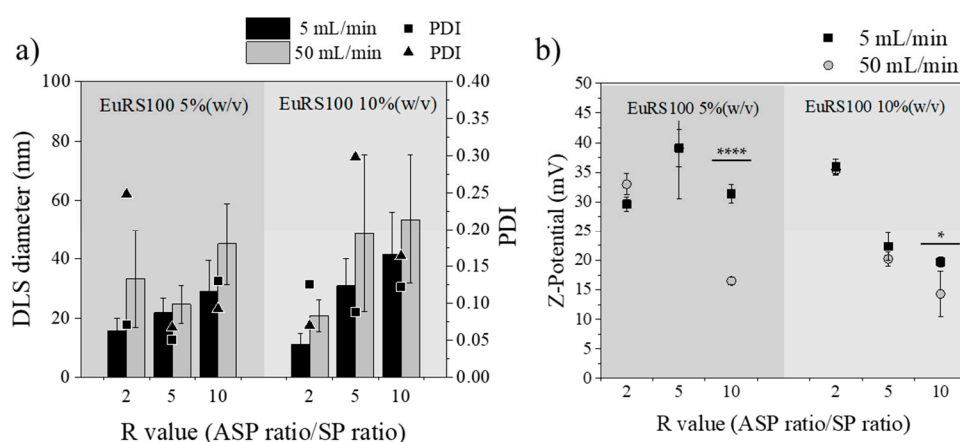 a)
5 mL/min PDI
50 mL/min PDI
EuRS100 5%(w/v) EuRS100 10%(w/v)
100
80
60
40
20
0
DLS diameter (nm)
0.40
0.35
0.30
0.25
0.20
0.15
0.10
0.05
0.00
PDI
2 5 10 2 5 10
R value (ASP ratio/SP ratio)
b)
5 mL/min
50 mL/min
EuRS100 5%(w/v) EuRS100 10%(w/v)
50
45
40
35
30
25
20
15
10
5
0
Z-Potential (mV)
****
*
2 5 10 2 5 10
R value (ASP ratio/SP ratio)